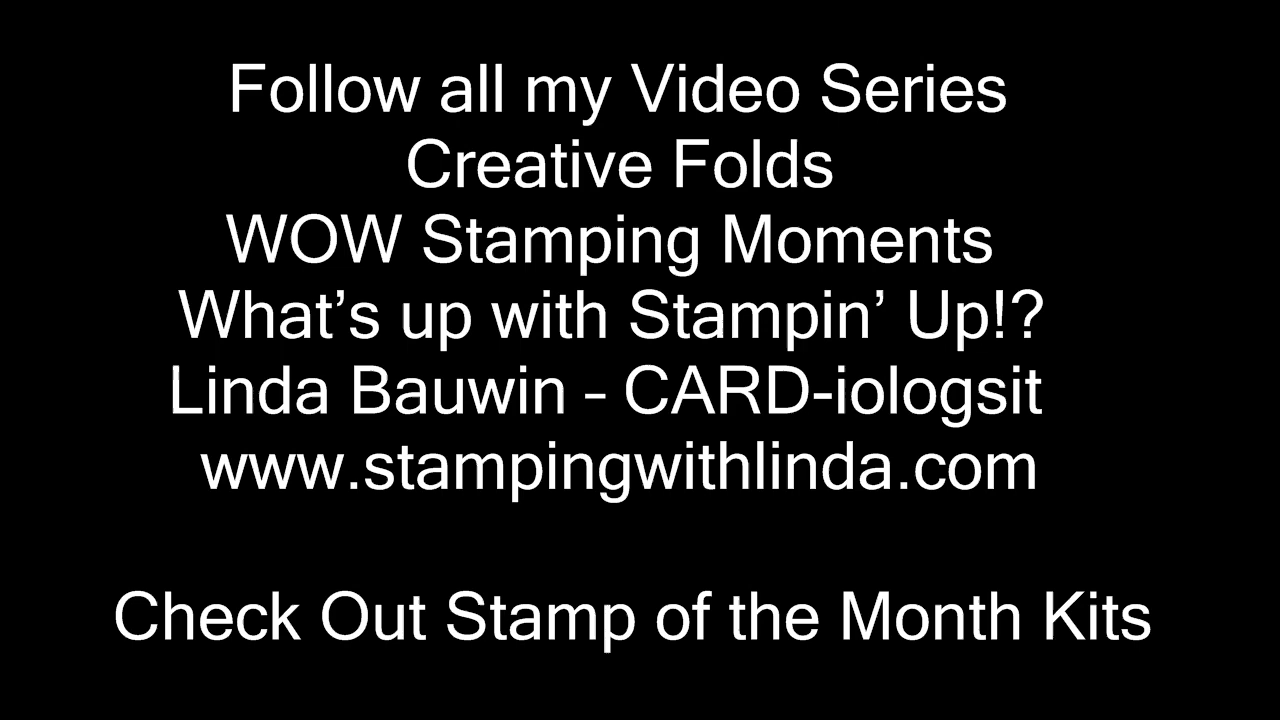 Follow all my Video Series
Creative Folds
WOW Stamping Moments
What’s up with Stampin’ Up!?
Linda Bauwin – CARD-iologsit
www.stampingwithlinda.com
Check Out Stamp of the Month Kits